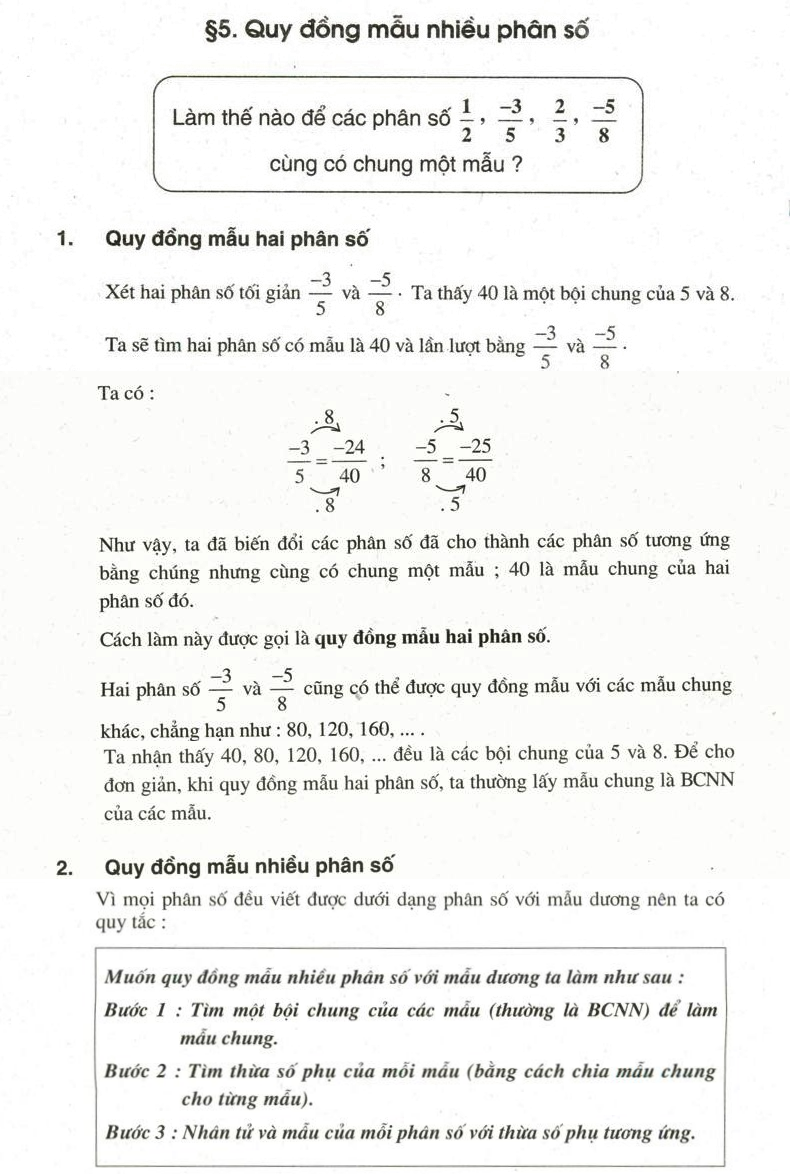 §5. Quy đồng mẫu nhiều phân số
Làm thế nào để các phân số 1/2 , -3/5 , 2/3 , -5/8
cùng có chung một mẫu ?
1. Quy đồng mẫu hai phân số
Xét hai phân số tối giản -3/5 và -5/8 · Ta thấy 40 là một bội chung của 5 và 8.
Ta sẽ tìm hai phân số có mẫu là 40 và lần lượt bằng -3/5 và -5/8 ·
Ta có :
. 8 . 5
-3/5 = -24/40 ; -5/8 = -25/40
. 8 . 5
Như vậy, ta đã biến đổi các phân số đã cho thành các phân số tương ứng
bằng chúng nhưng cùng có chung một mẫu ; 40 là mẫu chung của hai
phân số đó.
Cách làm này được gọi là quy đồng mẫu hai phân số.
Hai phân số -3/5 và -5/8 cũng có thể được quy đồng mẫu với các mẫu chung
khác, chẳng hạn như : 80, 120, 160, ... .
Ta nhận thấy 40, 80, 120, 160, ... đều là các bội chung của 5 và 8. Để cho
đơn giản, khi quy đồng mẫu hai phân số, ta thường lấy mẫu chung là BCNN
của các mẫu.
2. Quy đồng mẫu nhiều phân số
Vì mọi phân số đều viết được dưới dạng phân số với mẫu dương nên ta có
quy tắc :
Muốn quy đồng mẫu nhiều phân số với mẫu dương ta làm như sau :
Bước 1 : Tìm một bội chung của các mẫu (thường là BCNN) để làm
mẫu chung.
Bước 2 : Tìm thừa số phụ của mỗi mẫu (bằng cách chia mẫu chung
cho từng mẫu).
Bước 3 : Nhân tử và mẫu của mỗi phân số với thừa số phụ tương ứng.